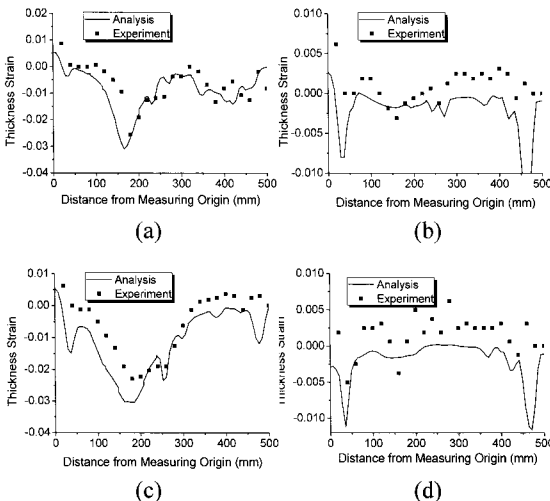 0.02
0.01
0.00
-0.01
-0.02
-0.03
-0.04
Thickness Strain
Analysis
Experiment
0 100 200 300 400 500
Distance from Measuring Origin (mm)
(a)
0.010
0.005
0.000
-0.005
-0.010
Thickness Strain
Analysis
Experiment
0 100 200 300 400 500
Distance from Measuring Origin (mm)
(b)
0.01
0.00
-0.01
-0.02
-0.03
-0.04
Thickness Strain
Analysis
Experiment
0 100 200 300 400 500
Distance from Measuring Origin (mm)
(c)
0.010
0.005
0.000
-0.005
-0.010
Thickness Strain
Analysis
Experiment
0 100 200 300 400 500
Distance from Measuring Origin (mm)
(d)